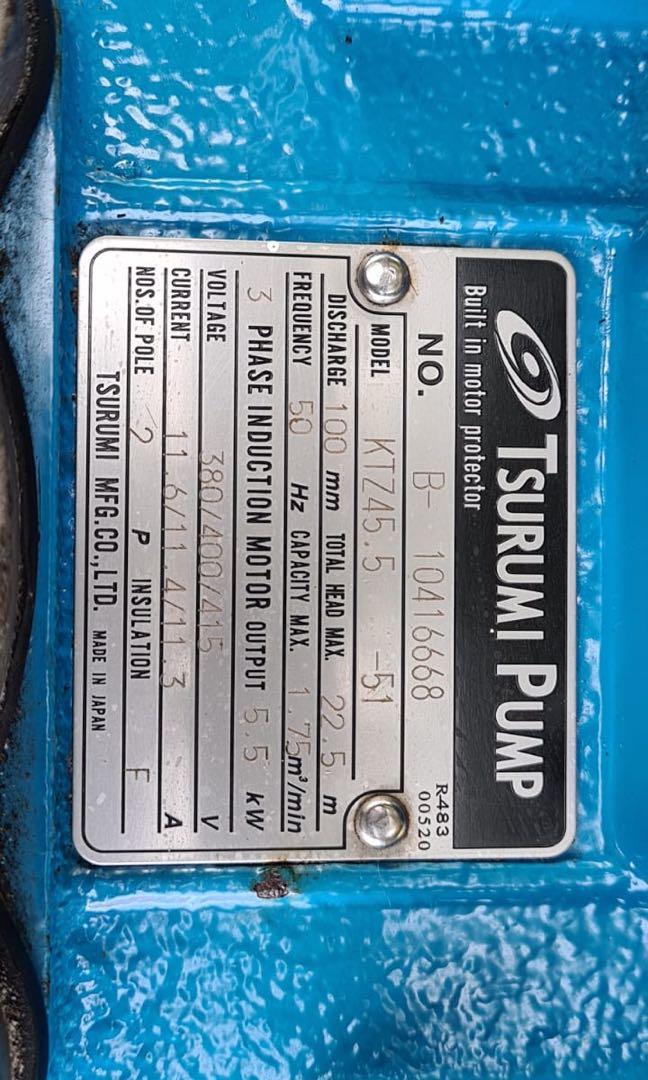 TSURUMI PUMP
Built in motor protector
R483
00520
NO. B- 10416668
MODEL KTZ45.5 -51
DISCHARGE 100 mm TOTAL HEAD MAX. 22.5 m
FREQUENCY 50 Hz CAPACITY MAX. 1.75 m³/min
3 PHASE INDUCTION MOTOR OUTPUT 5.5 kW
VOLTAGE 380/400/415 V
CURRENT 11.6/11.4/11.3 A
NOS.OF POLE 2 P INSULATION F
TSURUMI MFG.CO.,LTD. MADE IN JAPAN